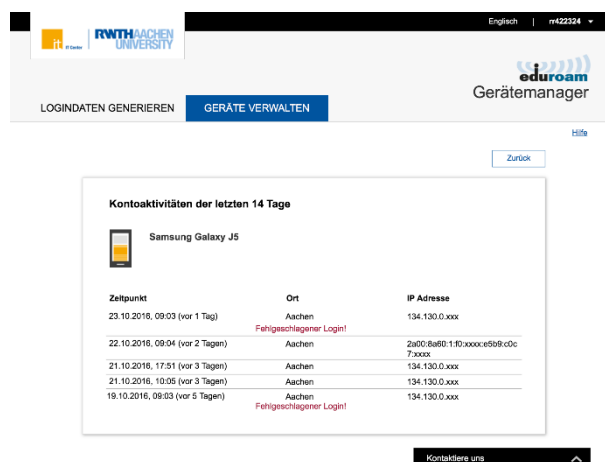 Englisch | rr422324
it IT Center
RWTHAACHEN
UNIVERSITY
eduroam
Gerätemanager
LOGINDATEN GENERIEREN GERÄTE VERWALTEN
Hilfe
Zurück
Kontoaktivitäten der letzten 14 Tage
Samsung Galaxy J5
Zeitpunkt Ort IP Adresse
23.10.2016, 09:03 (vor 1 Tag) Aachen 134.130.0.xxx
Fehlgeschlagener Login!
22.10.2016, 09:04 (vor 2 Tagen) Aachen 2a00:8a60:1:f0:xxxx:e5b9:c0c
7:xxxx
21.10.2016, 17:51 (vor 3 Tagen) Aachen 134.130.0.xxx
21.10.2016, 10:05 (vor 3 Tagen) Aachen 134.130.0.xxx
19.10.2016, 09:03 (vor 5 Tagen) Aachen 134.130.0.xxx
Fehlgeschlagener Login!
Kontaktiere uns